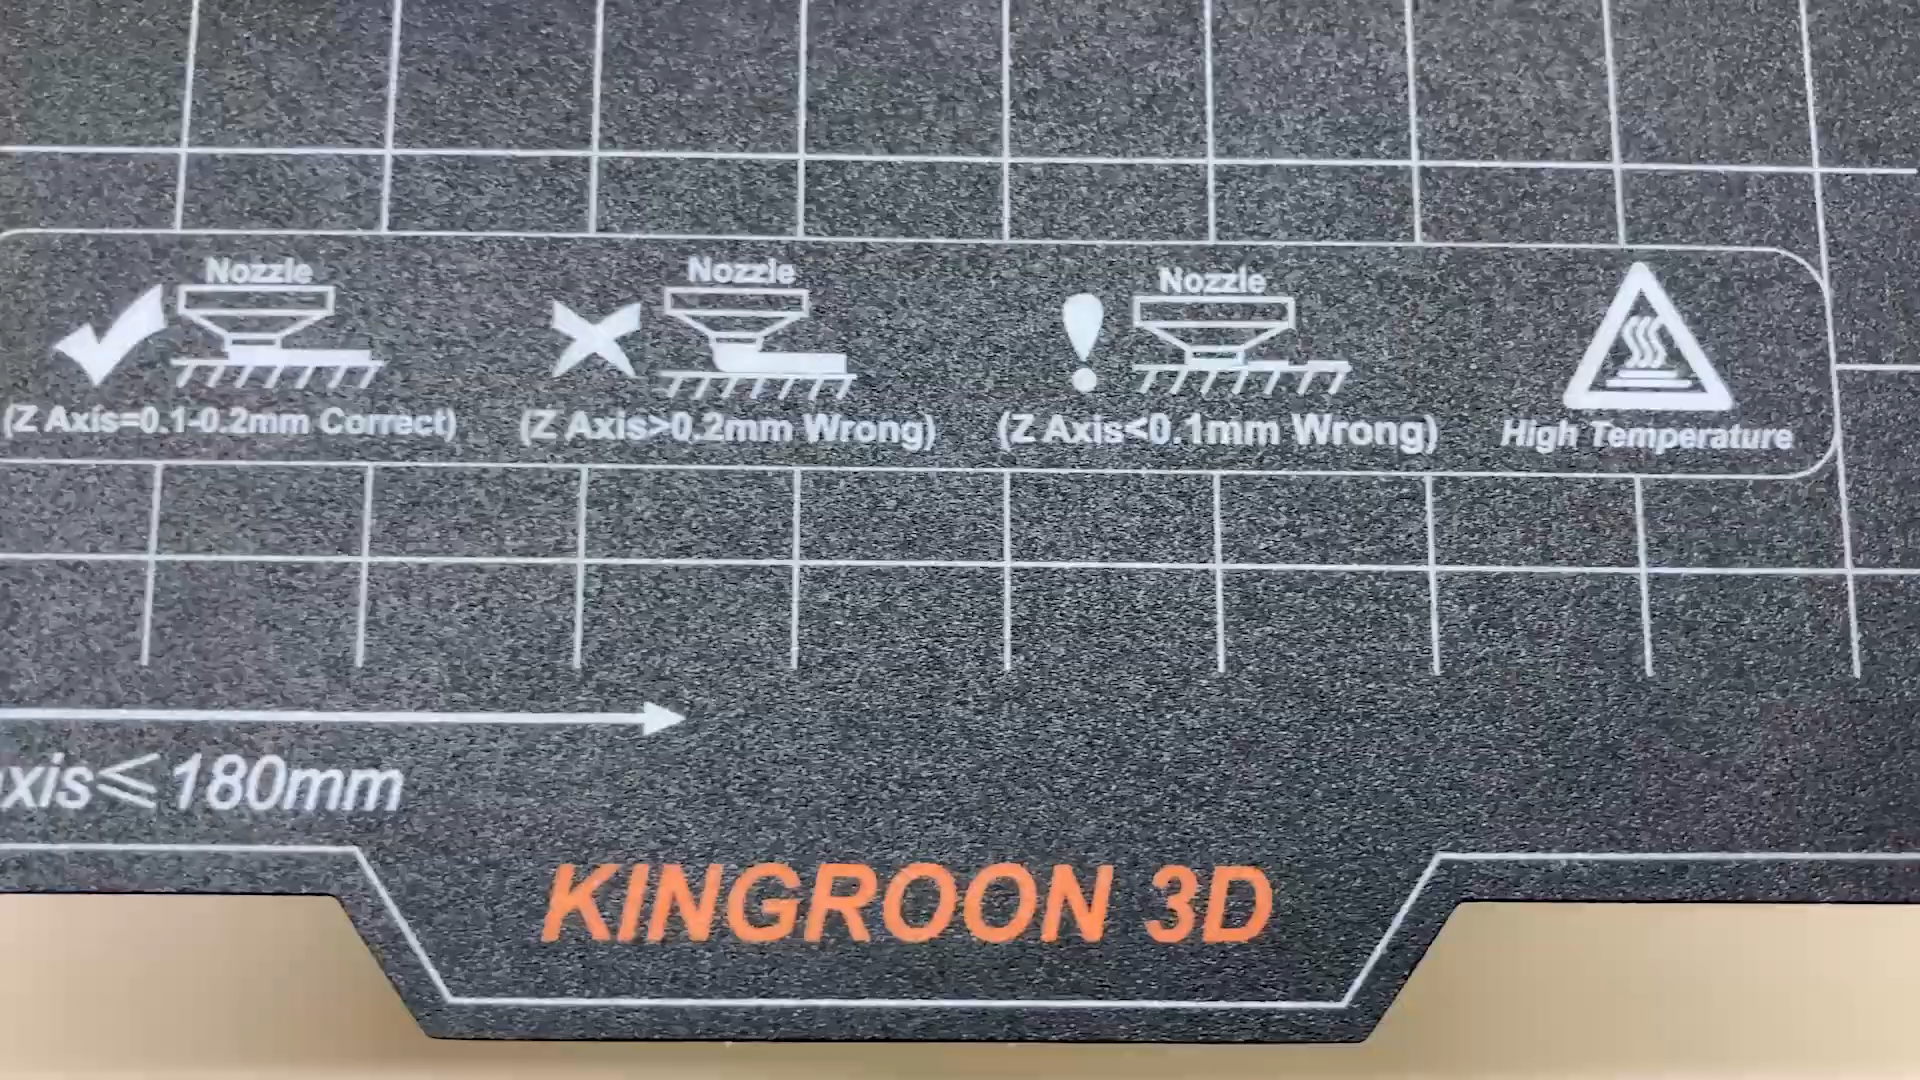 Nozzle
Nozzle
Nozzle
(Z Axis=0.1-0.2mm Correct)
(Z Axis>0.2mm Wrong)
(Z Axis<0.1mm Wrong)
High Temperature
xis≤180mm
KINGROON 3D